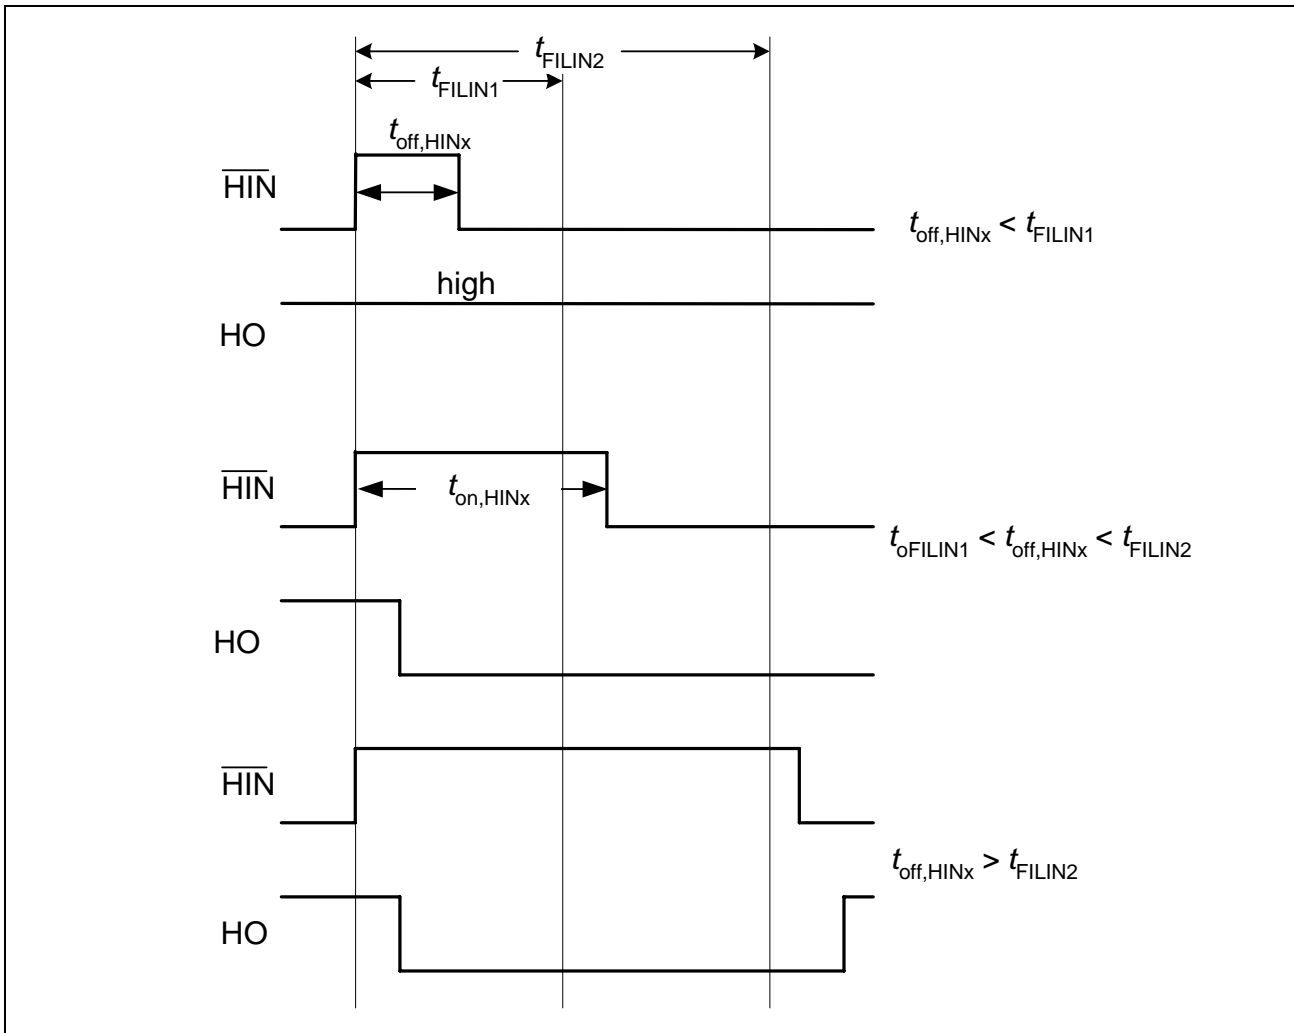 tFILIN2
tFILIN1
toff,HINx
HIN
toff,HINx < tFILIN1
high
HO
HIN
ton,HINx
toFILIN1 < toff,HINx < tFILIN2
HO
HIN
toff,HINx > tFILIN2
HO